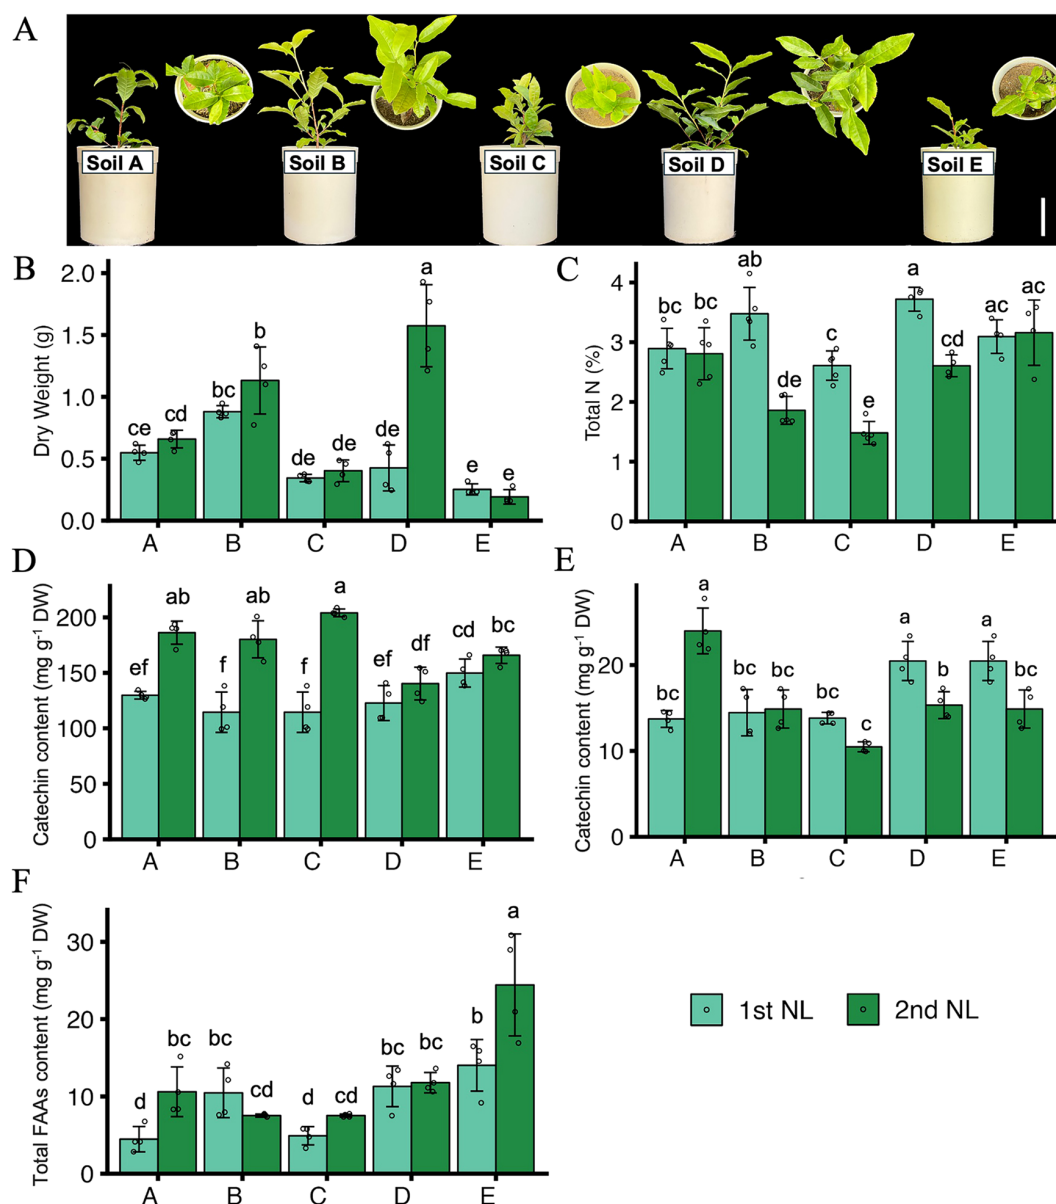 A
Soil A
Soil B
Soil C
Soil D
Soil E
B
Dry Weight (g)
2.0
1.5
1.0
0.5
0.0
ce
cd
bc
b
de
de
de
a
e
e
A B C D E
C
Total N (%)
4
3
2
1
0
bc
bc
ab
de
c
e
a
cd
ac
ac
A B C D E
D
Catechin content (mg g⁻¹ DW)
200
150
100
50
0
ef
ab
f
ab
f
a
ef
df
cd
bc
A B C D E
E
Catechin content (mg g⁻¹ DW)
20
10
0
bc
a
bc
bc
bc
c
a
b
a
bc
A B C D E
F
Total FAAs content (mg g⁻¹ DW)
30
20
10
0
d
bc
bc
cd
d
cd
bc
bc
b
a
A B C D E
1st NL
2nd NL